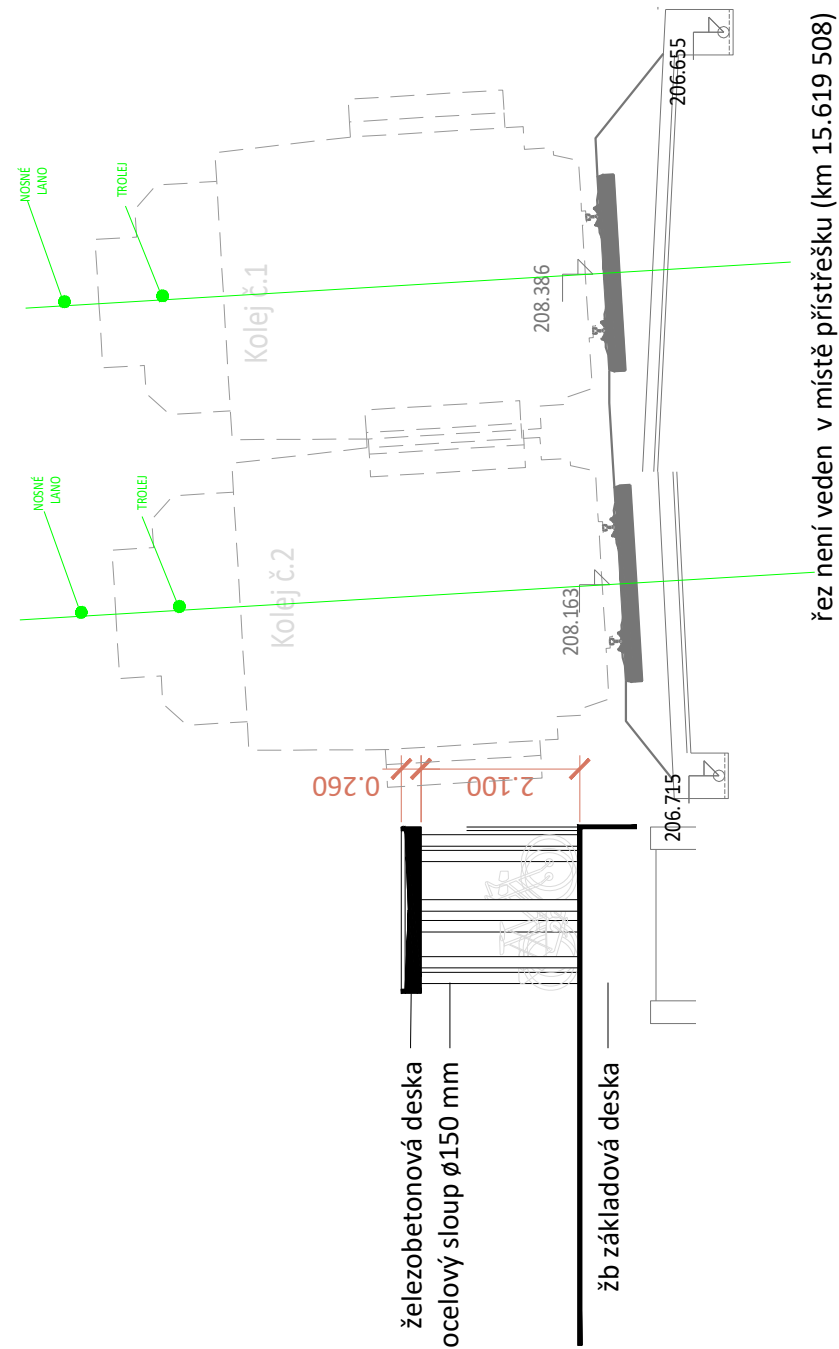 NOSNÉ
LANO
TROLEJ
NOSNÉ
LANO
TROLEJ
Kolej č.1
Kolej č.2
208.386
208.163
206.655
206.715
0.260
2.100
železobetonová deska
ocelový sloup ø150 mm
žb základová deska
řez není veden v místě přístřešku (km 15.619 508)